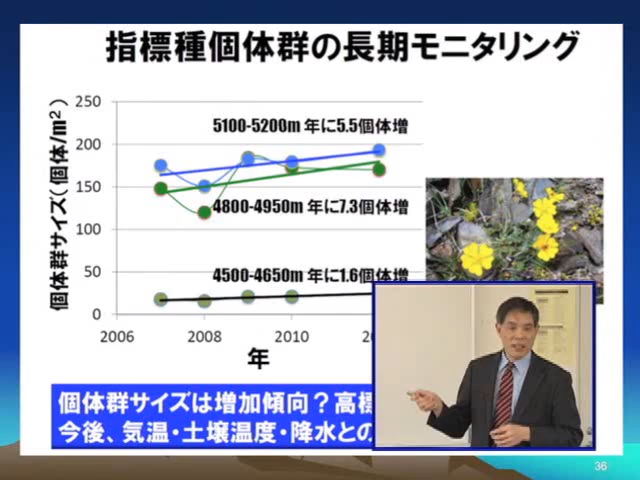 指標種個体群の長期モニタリング
個体群サイズ（個体/m²）
250
200
150
100
50
0
5100-5200m 年に5.5個体増
4800-4950m 年に7.3個体増
4500-4650m 年に1.6個体増
2006
2008
2010
年
個体群サイズは増加傾向？高標
今後、気温・土壌温度・降水との
36